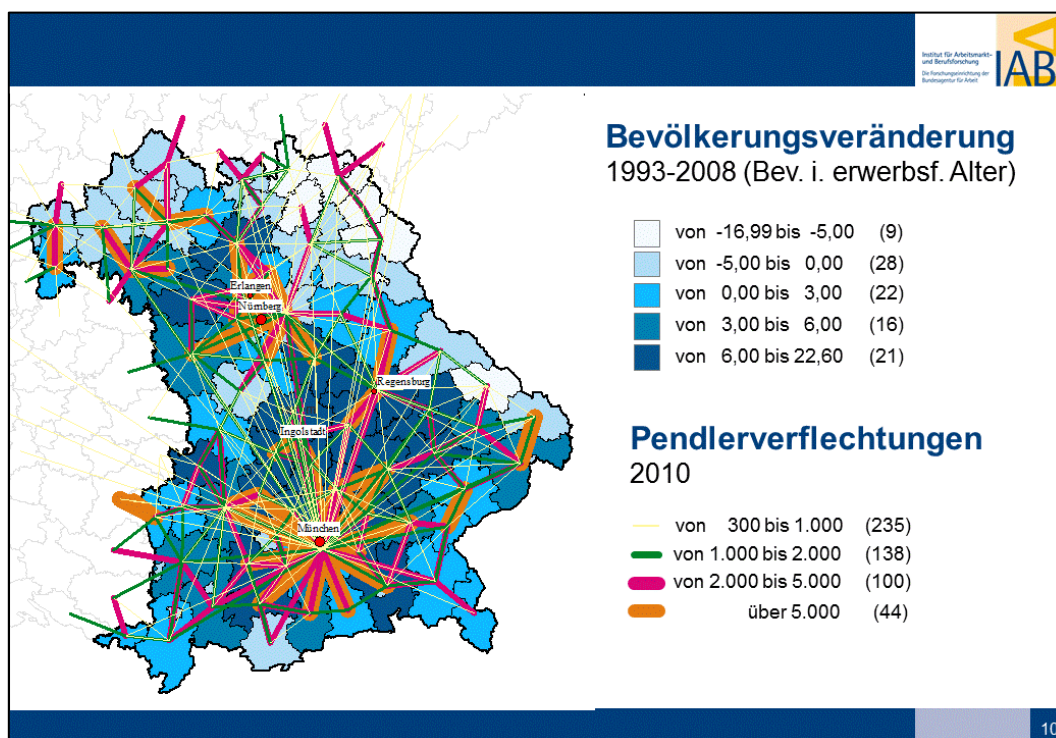 Institut für Arbeitsmarkt-
und Berufsforschung
Die Forschungseinrichtung der
Bundesagentur für Arbeit
IAB
Bevölkerungsveränderung
1993-2008 (Bev. i. erwerbsf. Alter)
von -16,99 bis -5,00 (9)
von -5,00 bis 0,00 (28)
von 0,00 bis 3,00 (22)
von 3,00 bis 6,00 (16)
von 6,00 bis 22,60 (21)
Erlangen
Nürnberg
Regensburg
Ingolstadt
München
Pendlerverflechtungen
2010
von 300 bis 1.000 (235)
von 1.000 bis 2.000 (138)
von 2.000 bis 5.000 (100)
über 5.000 (44)
10